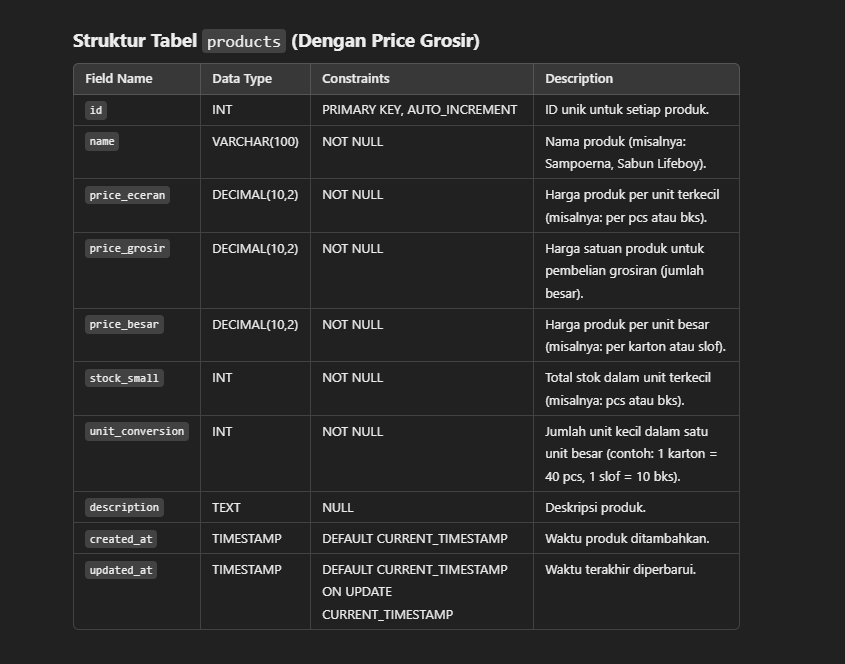 Struktur Tabel products (Dengan Price Grosir)
Field Name Data Type Constraints Description
id INT PRIMARY KEY, AUTO_INCREMENT ID unik untuk setiap produk.
name VARCHAR(100) NOT NULL Nama produk (misalnya:
Sampoerna, Sabun Lifeboy).
price_eceran DECIMAL(10,2) NOT NULL Harga produk per unit terkecil
(misalnya: per pcs atau bks).
price_grosir DECIMAL(10,2) NOT NULL Harga satuan produk untuk
pembelian grosiran (jumlah
besar).
price_besar DECIMAL(10,2) NOT NULL Harga produk per unit besar
(misalnya: per karton atau slof).
stock_small INT NOT NULL Total stok dalam unit terkecil
(misalnya: pcs atau bks).
unit_conversion INT NOT NULL Jumlah unit kecil dalam satu
unit besar (contoh: 1 karton =
40 pcs, 1 slof = 10 bks).
description TEXT NULL Deskripsi produk.
created_at TIMESTAMP DEFAULT CURRENT_TIMESTAMP Waktu produk ditambahkan.
updated_at TIMESTAMP DEFAULT CURRENT_TIMESTAMP Waktu terakhir diperbarui.
ON UPDATE
CURRENT_TIMESTAMP